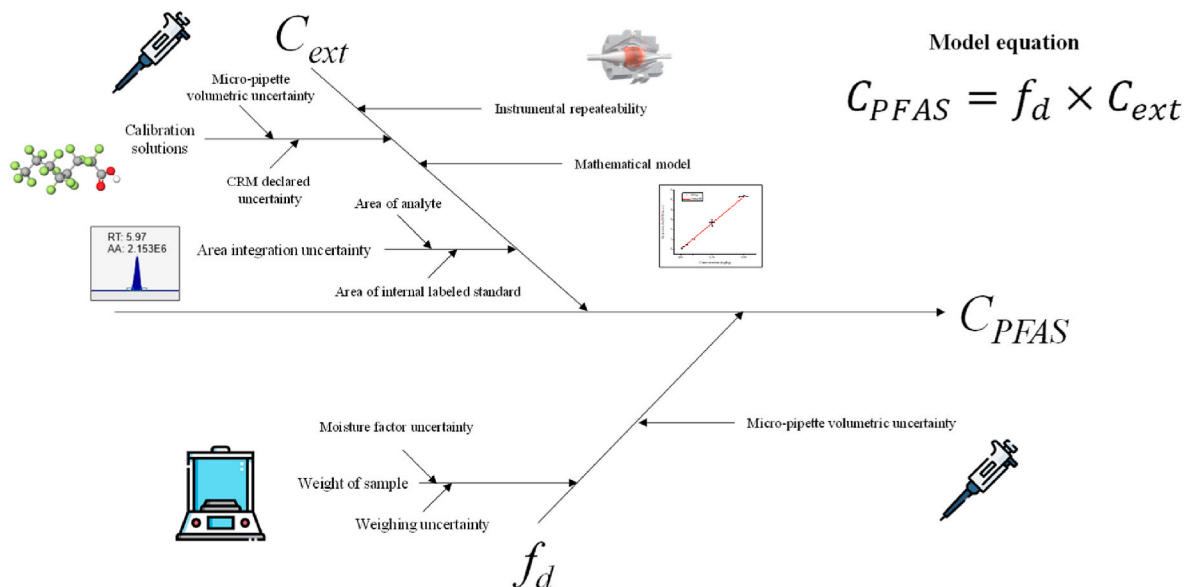 C_ext
Model equation
C_PFAS = f_d × C_ext
Micro-pipette
volumetric uncertainty
Instrumental repeateability
Calibration
solutions
CRM declared
uncertainty
Mathematical model
Area of analyte
RT: 5.97
AA: 2.153E6
Area integration uncertainty
Area of internal labeled standard
C_PFAS
Moisture factor uncertainty
Micro-pipette volumetric uncertainty
Weight of sample
Weighing uncertainty
f_d